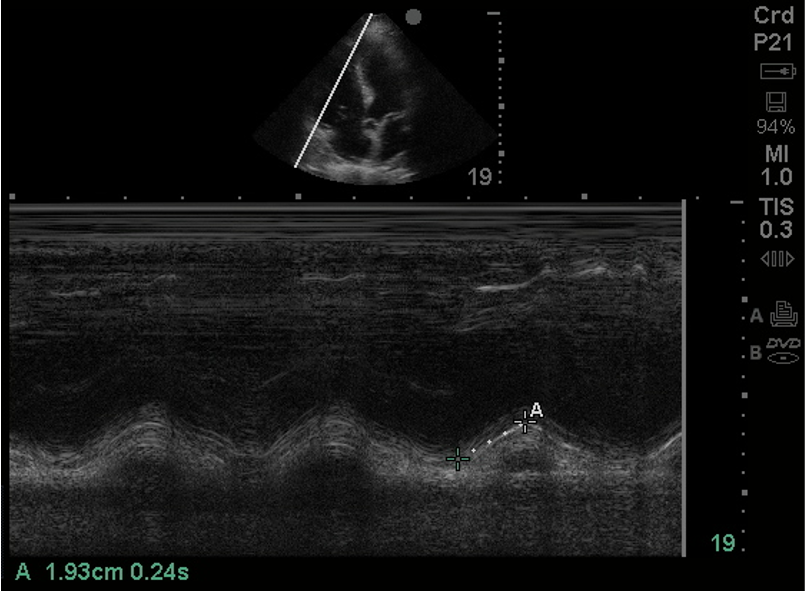 Crd
P21
94%
MI
1.0
19
TIS
0.3
A
DVD
B
A
19
A 1.93cm 0.24s